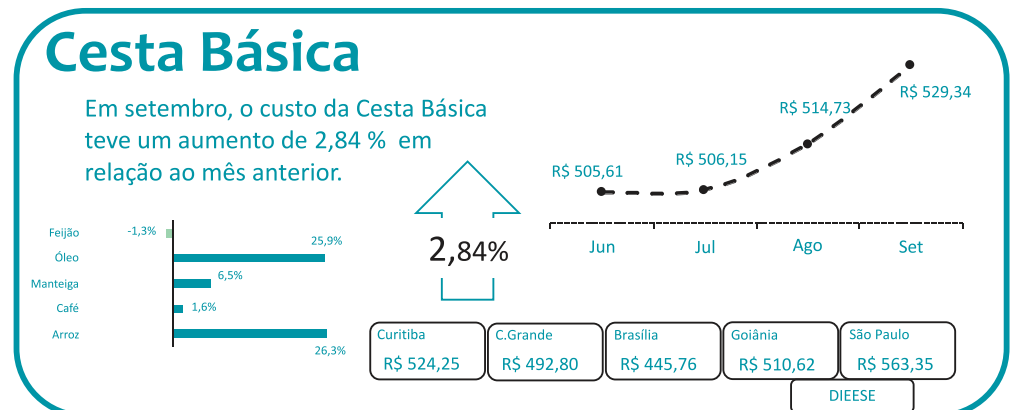 Cesta Básica
Em setembro, o custo da Cesta Básica
teve um aumento de 2,84 % em
relação ao mês anterior.
R$ 505,61
R$ 506,15
R$ 514,73
R$ 529,34
Jun
Jul
Ago
Set
2,84%
Feijão
-1,3%
Óleo
25,9%
Manteiga
6,5%
Café
1,6%
Arroz
26,3%
Curitiba
R$ 524,25
C.Grande
R$ 492,80
Brasília
R$ 445,76
Goiânia
R$ 510,62
São Paulo
R$ 563,35
DIEESE